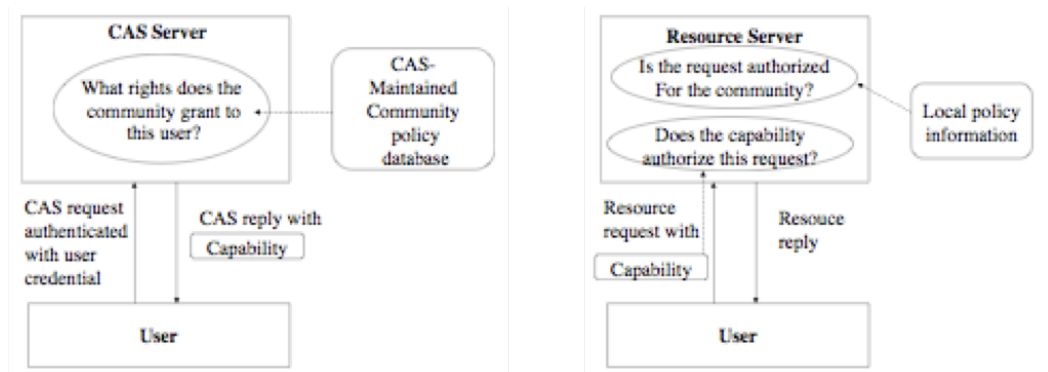 CAS Server
What rights does the
community grant to
this user?
CAS-
Maintained
Community
policy
database
CAS request
authenticated
with user
credential
CAS reply with
Capability
User
Resource Server
Is the request authorized
For the community?
Does the capability
authorize this request?
Local policy
information
Resource
request with
Capability
Resouce
reply
User